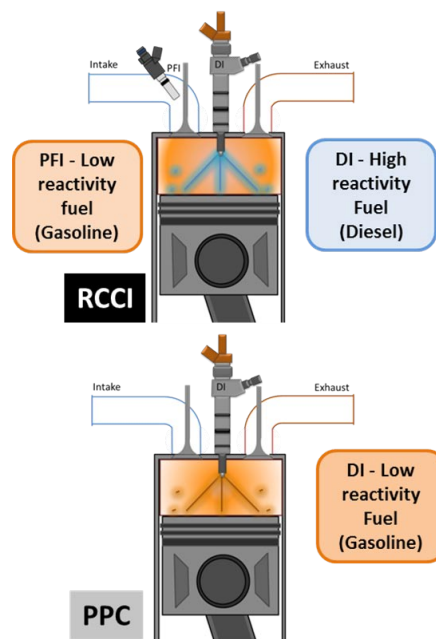 Intake
PFI
DI
Exhaust
PFI - Low
reactivity
fuel
(Gasoline)
DI - High
reactivity
Fuel
(Diesel)
RCCI
Intake
DI
Exhaust
DI - Low
reactivity
Fuel
(Gasoline)
PPC